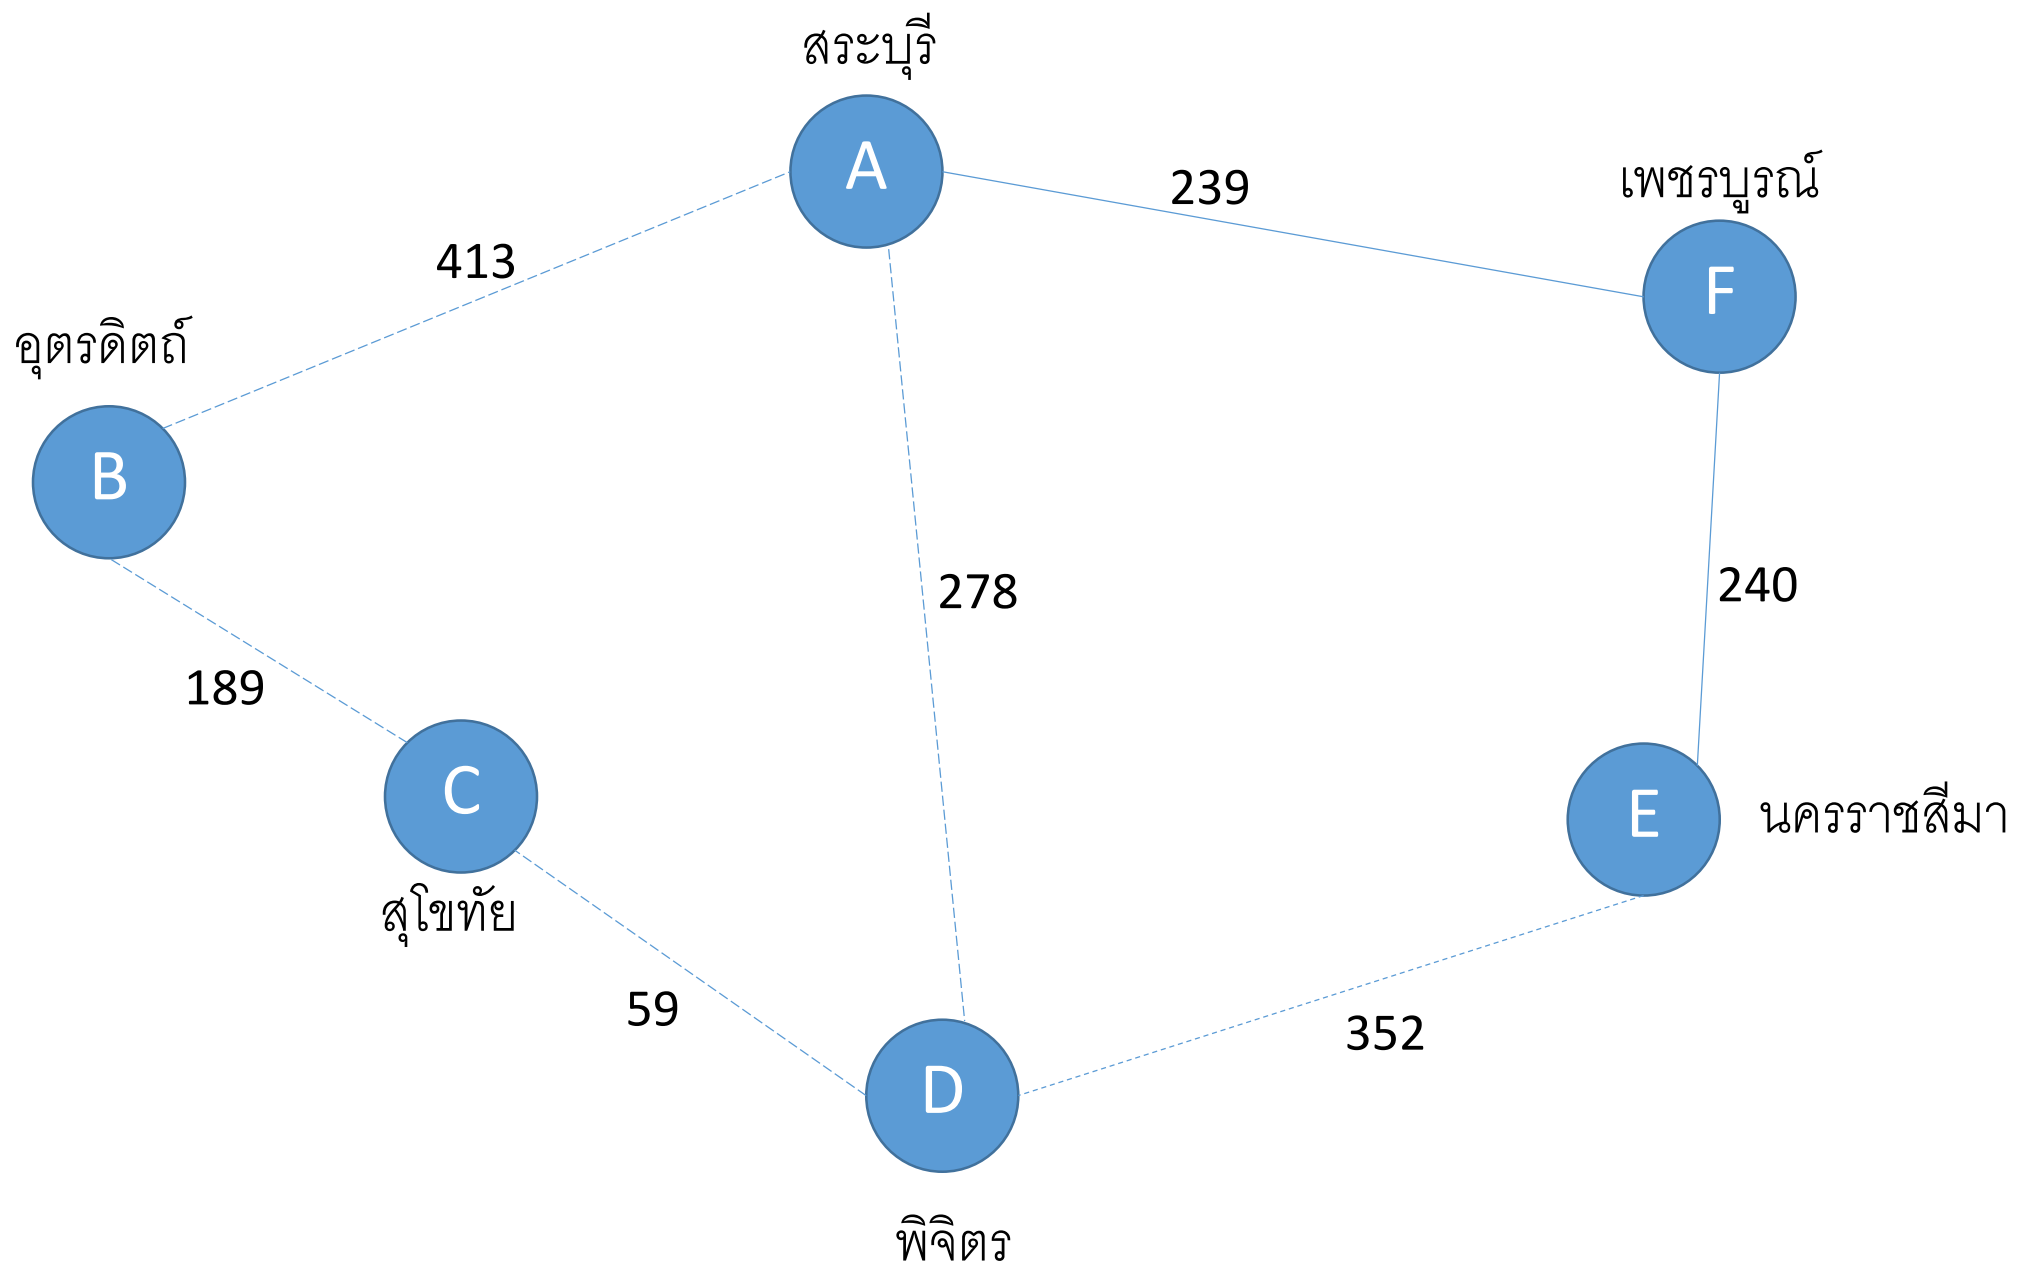 สระบุรี
A
239
เพชรบูรณ์
F
413
อุตรดิตถ์
B
278
240
189
C
สุโขทัย
E
นครราชสีมา
59
352
D
พิจิตร